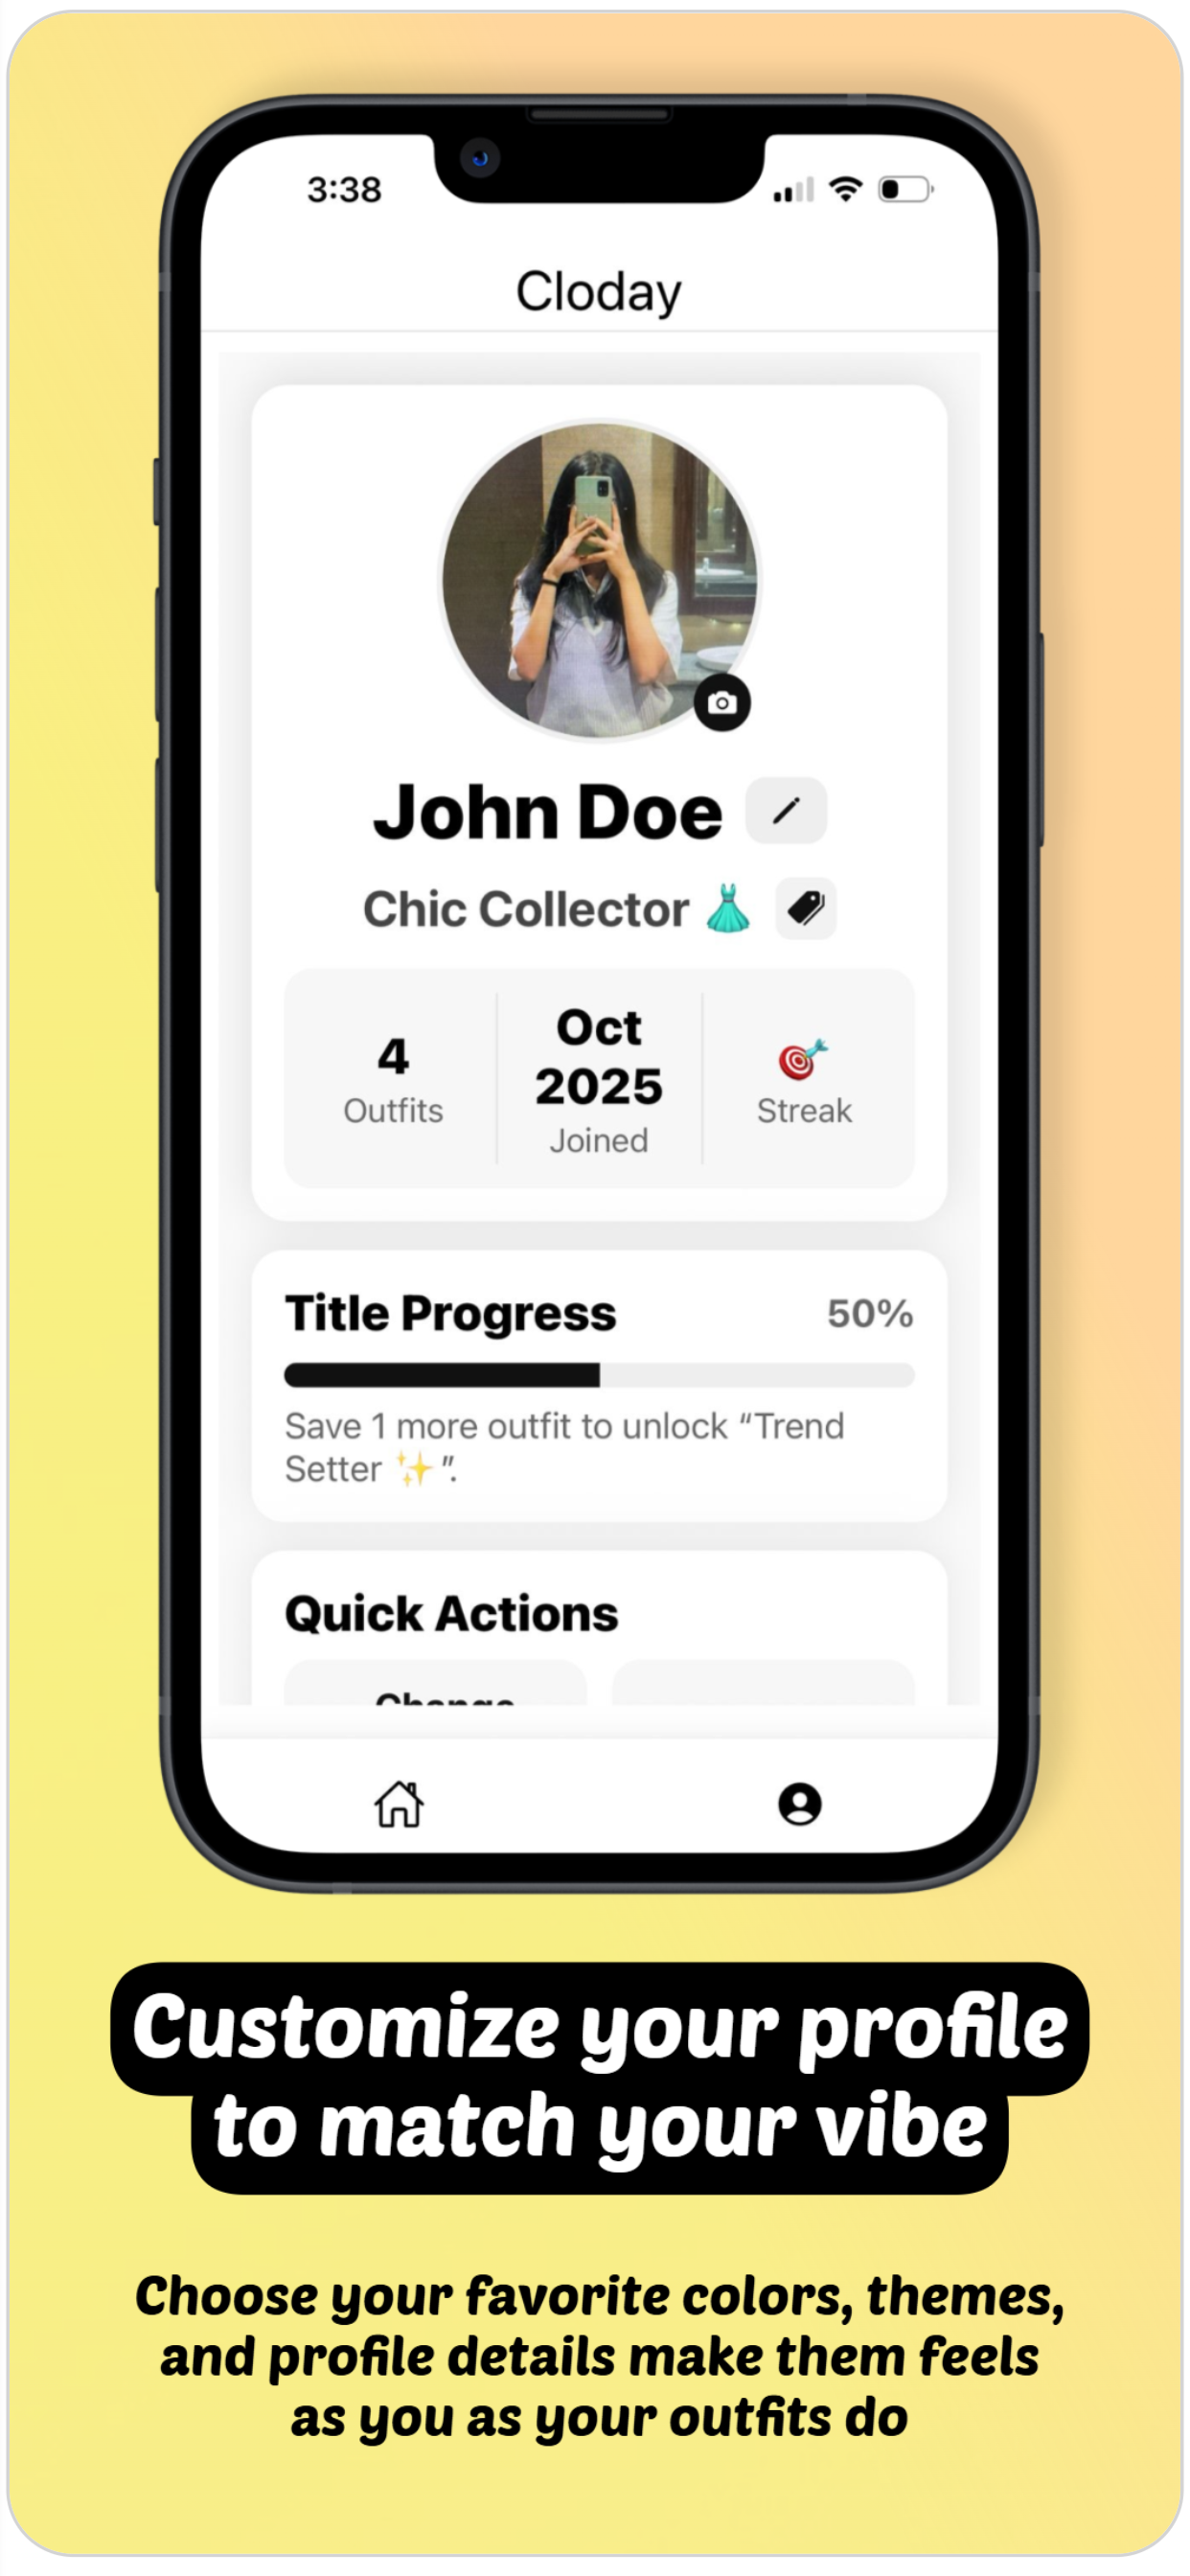 3:38
Cloday
John Doe
Chic Collector 👗
4
Outfits
Oct
2025
Joined
🎯
Streak
Title Progress
50%
Save 1 more outfit to unlock “Trend
Setter ✨”.
Quick Actions
Change
Customize your profile
to match your vibe
Choose your favorite colors, themes,
and profile details make them feels
as you as your outfits do